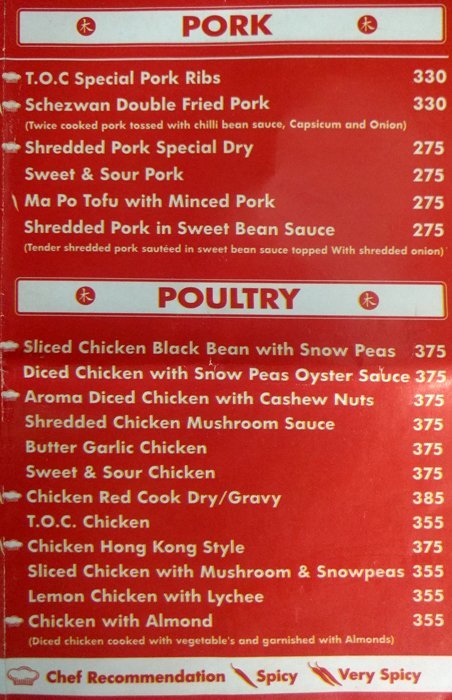 木 PORK 木
T.O.C Special Pork Ribs 330
Schezwan Double Fried Pork 330
(Twice cooked pork tossed with chilli bean sauce, Capsicum and Onion)
Shredded Pork Special Dry 275
Sweet & Sour Pork 275
Ma Po Tofu with Minced Pork 275
Shredded Pork in Sweet Bean Sauce 275
(Tender shredded pork sautéed in sweet bean sauce topped With shredded onion)
木 POULTRY 木
Sliced Chicken Black Bean with Snow Peas 375
Diced Chicken with Snow Peas Oyster Sauce 375
Aroma Diced Chicken with Cashew Nuts 375
Shredded Chicken Mushroom Sauce 375
Butter Garlic Chicken 375
Sweet & Sour Chicken 375
Chicken Red Cook Dry/Gravy 385
T.O.C. Chicken 355
Chicken Hong Kong Style 375
Sliced Chicken with Mushroom & Snowpeas 355
Lemon Chicken with Lychee 355
Chicken with Almond 355
(Diced chicken cooked with vegetable's and garnished with Almonds)
Chef Recommendation Spicy Very Spicy